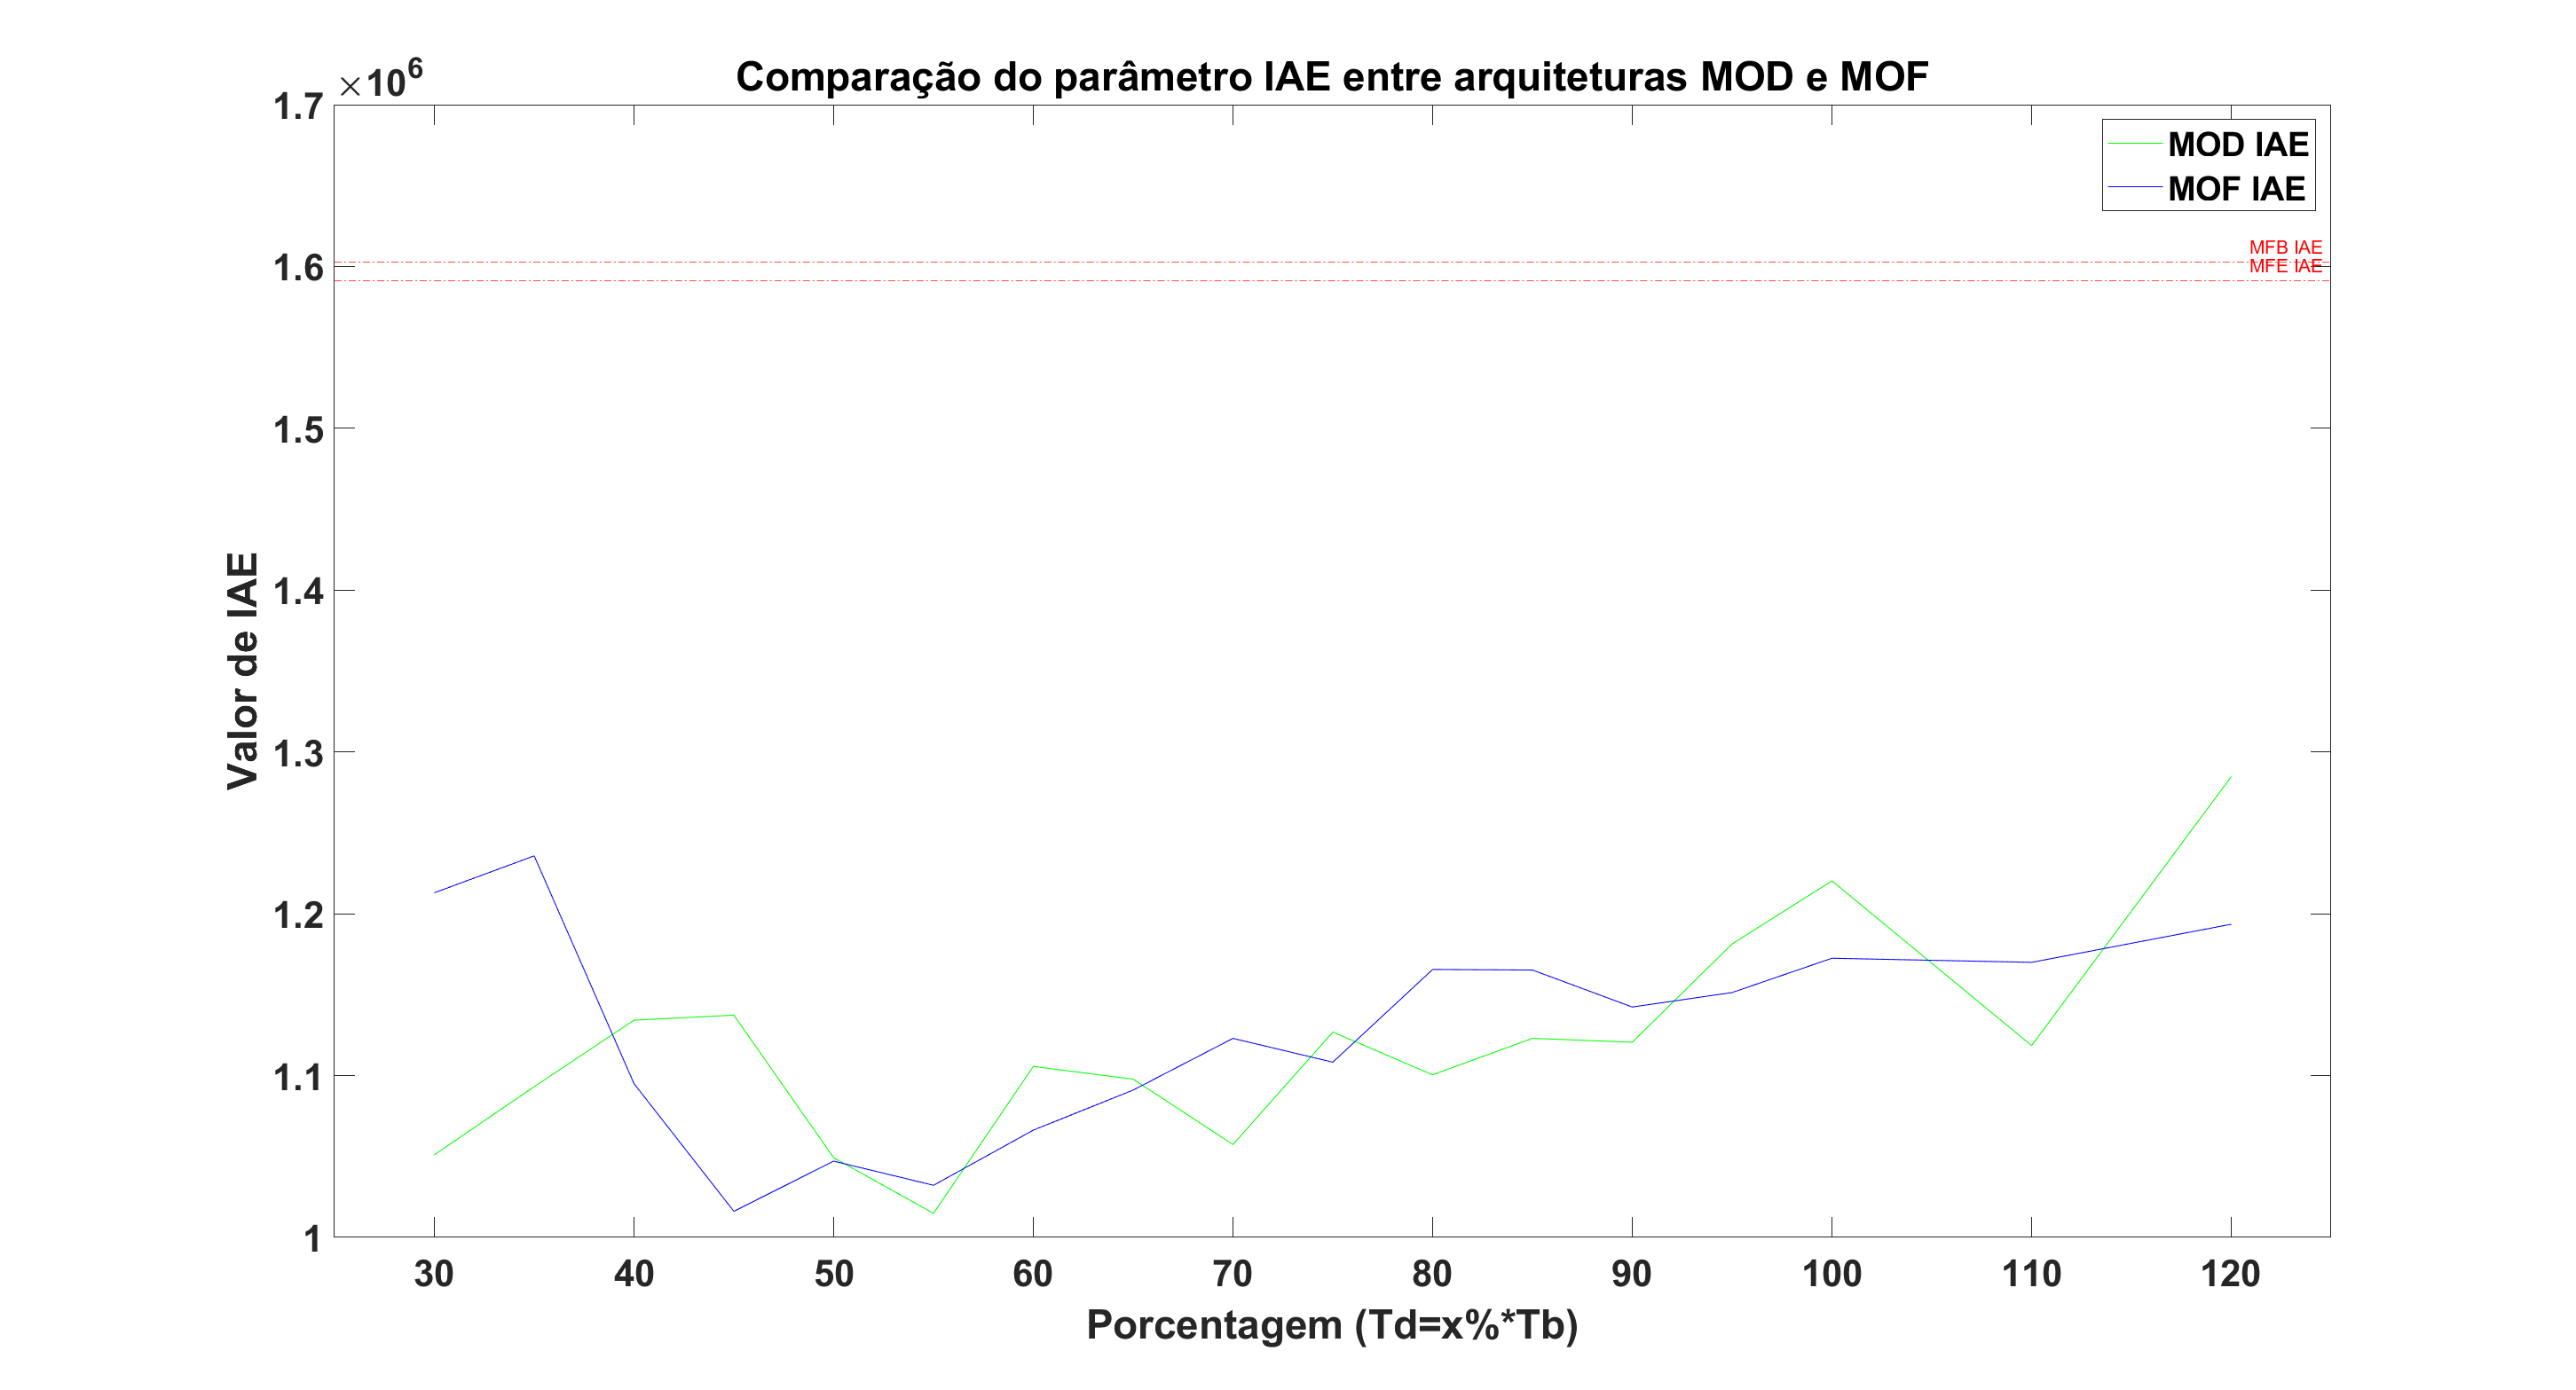 Comparação do parâmetro IAE entre arquiteturas MOD e MOF
×10^6
1.7
1.6
1.5
1.4
1.3
1.2
1.1
1
Valor de IAE
MOD IAE
MOF IAE
MFB IAE
MFE IAE
30 40 50 60 70 80 90 100 110 120
Porcentagem (Td=x%*Tb)